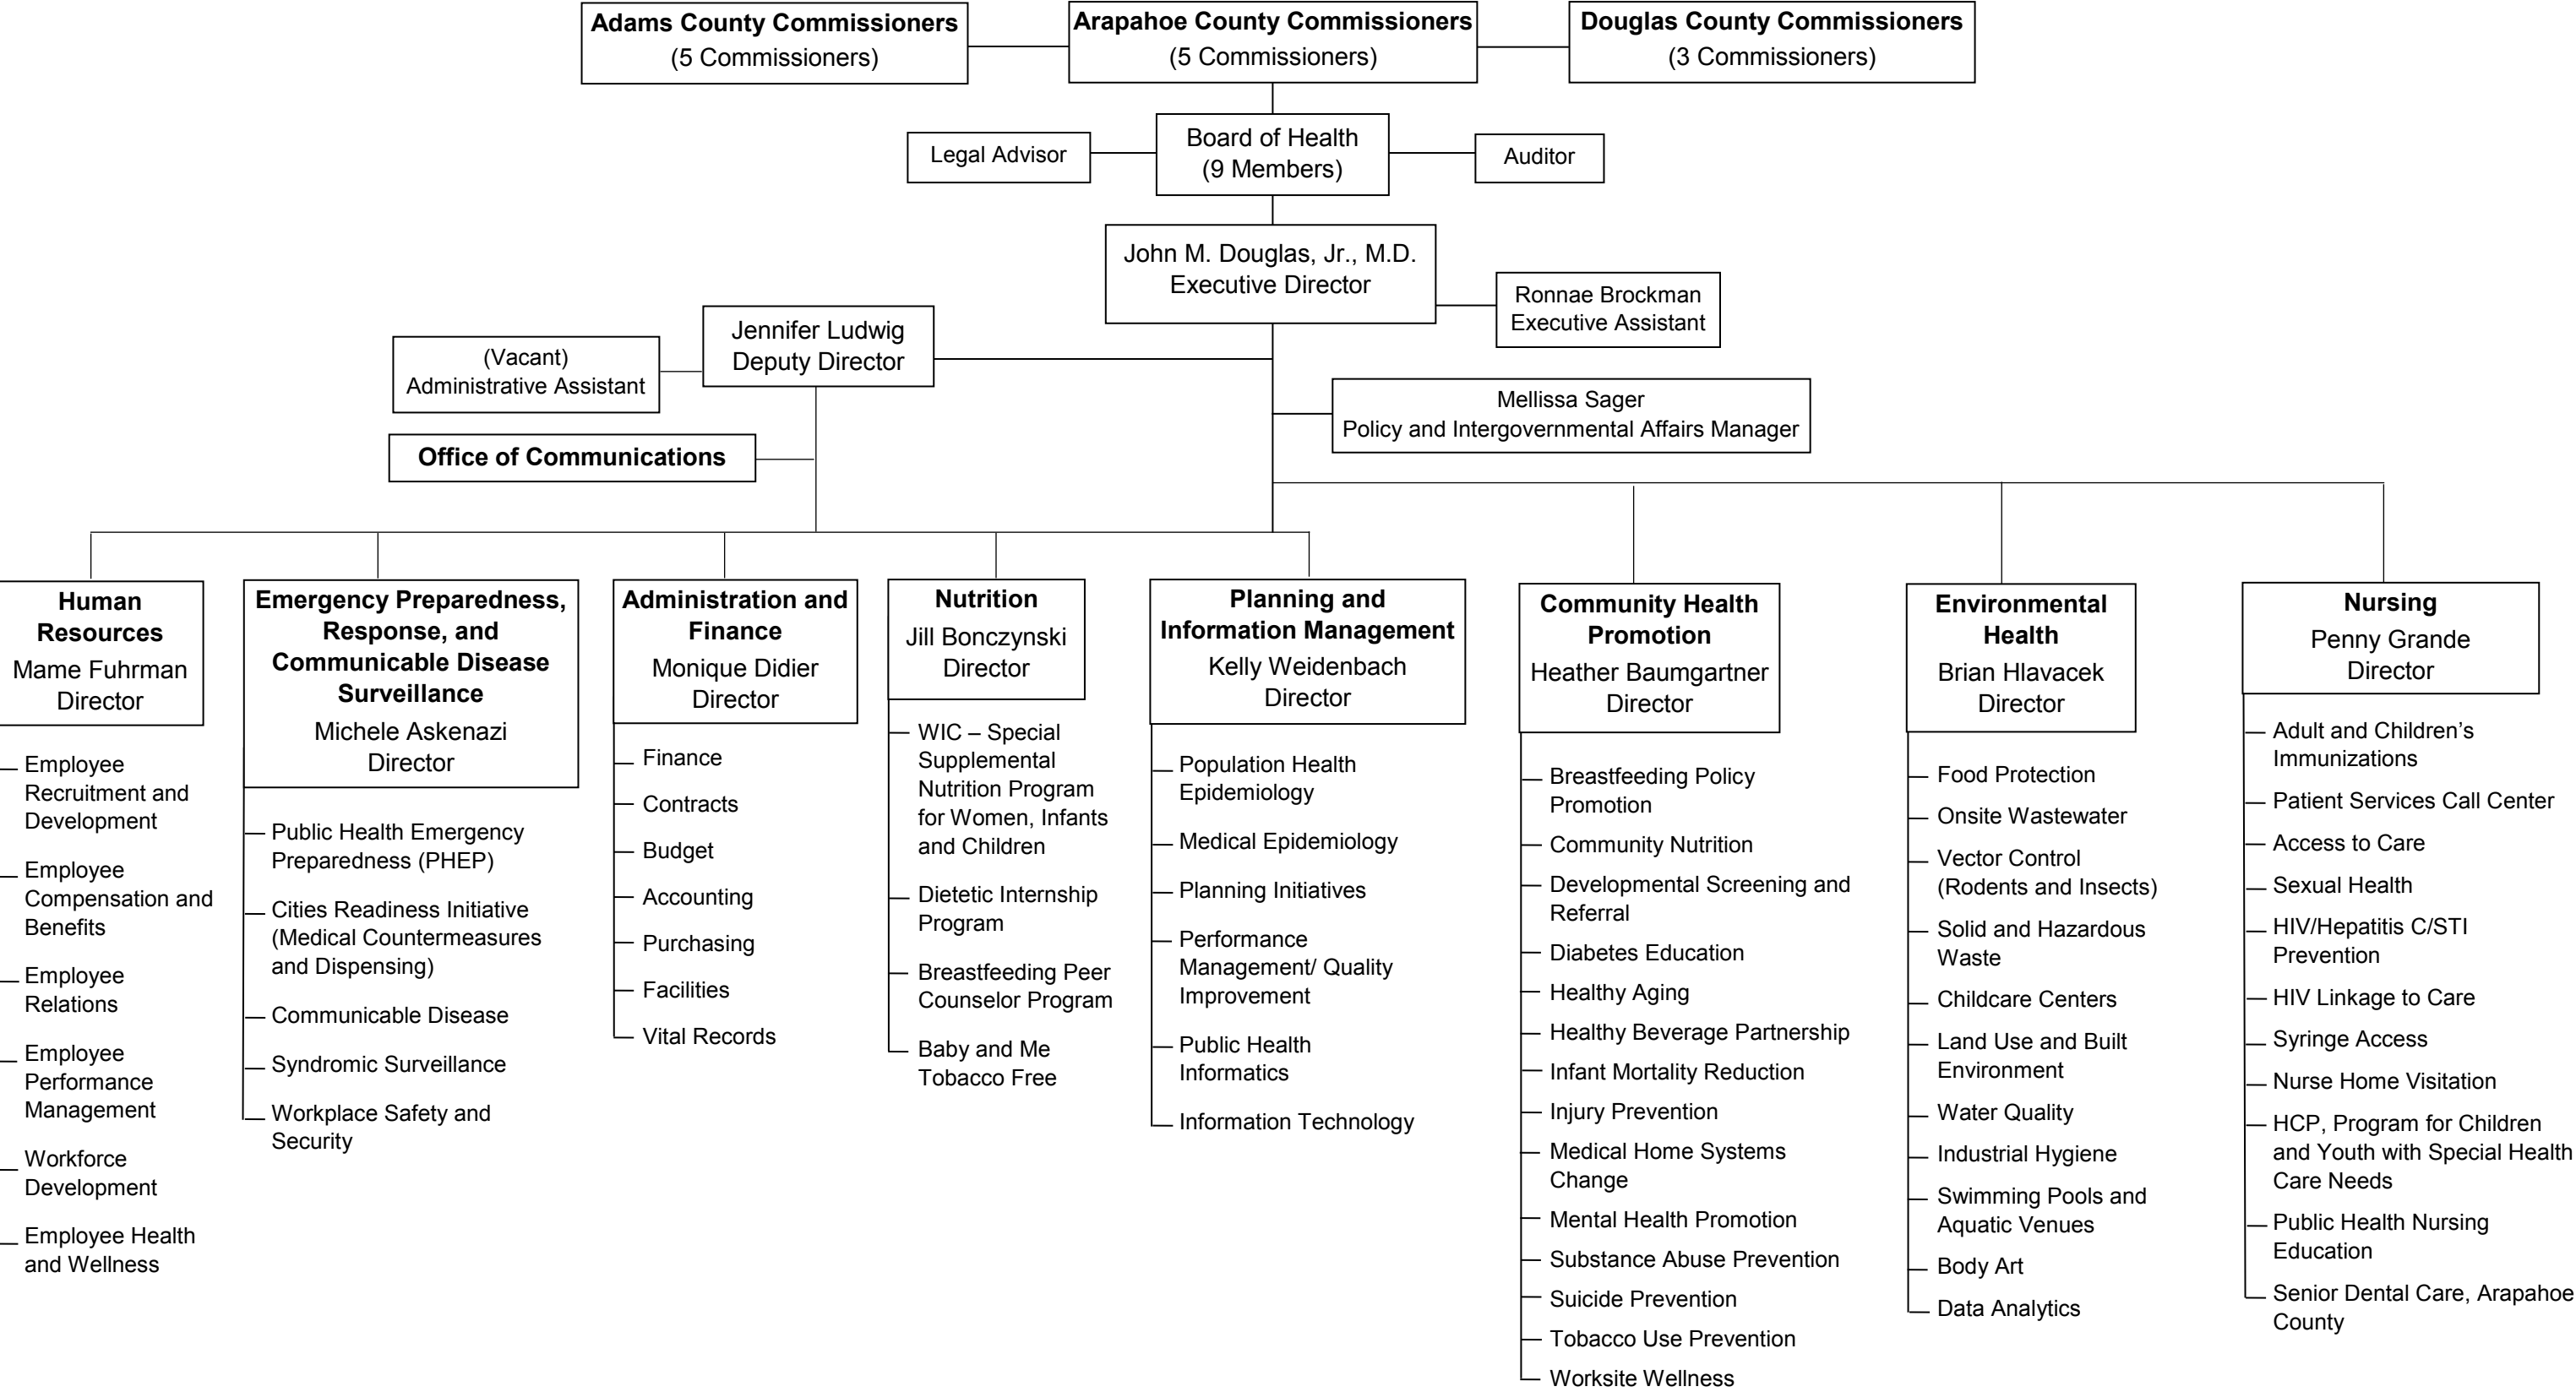 Adams County Commissioners
(5 Commissioners)
Arapahoe County Commissioners
(5 Commissioners)
Douglas County Commissioners
(3 Commissioners)
Legal Advisor
Board of Health
(9 Members)
Auditor
John M. Douglas, Jr., M.D.
Executive Director
Ronnae Brockman
Executive Assistant
Jennifer Ludwig
Deputy Director
(Vacant)
Administrative Assistant
Mellissa Sager
Policy and Intergovernmental Affairs Manager
Office of Communications
Human
Resources
Mame Fuhrman
Director
Employee
Recruitment and
Development
Employee
Compensation and
Benefits
Employee
Relations
Employee
Performance
Management
Workforce
Development
Employee Health
and Wellness
Emergency Preparedness,
Response, and
Communicable Disease
Surveillance
Michele Askenazi
Director
Public Health Emergency
Preparedness (PHEP)
Cities Readiness Initiative
(Medical Countermeasures
and Dispensing)
Communicable Disease
Syndromic Surveillance
Workplace Safety and
Security
Administration and
Finance
Monique Didier
Director
Finance
Contracts
Budget
Accounting
Purchasing
Facilities
Vital Records
Nutrition
Jill Bonczynski
Director
WIC – Special
Supplemental
Nutrition Program
for Women, Infants
and Children
Dietetic Internship
Program
Breastfeeding Peer
Counselor Program
Baby and Me
Tobacco Free
Planning and
Information Management
Kelly Weidenbach
Director
Population Health
Epidemiology
Medical Epidemiology
Planning Initiatives
Performance
Management/ Quality
Improvement
Public Health
Informatics
Information Technology
Community Health
Promotion
Heather Baumgartner
Director
Breastfeeding Policy
Promotion
Community Nutrition
Developmental Screening and
Referral
Diabetes Education
Healthy Aging
Healthy Beverage Partnership
Infant Mortality Reduction
Injury Prevention
Medical Home Systems
Change
Mental Health Promotion
Substance Abuse Prevention
Suicide Prevention
Tobacco Use Prevention
Worksite Wellness
Environmental
Health
Brian Hlavacek
Director
Food Protection
Onsite Wastewater
Vector Control
(Rodents and Insects)
Solid and Hazardous
Waste
Childcare Centers
Land Use and Built
Environment
Water Quality
Industrial Hygiene
Swimming Pools and
Aquatic Venues
Body Art
Data Analytics
Nursing
Penny Grande
Director
Adult and Children’s
Immunizations
Patient Services Call Center
Access to Care
Sexual Health
HIV/Hepatitis C/STI
Prevention
HIV Linkage to Care
Syringe Access
Nurse Home Visitation
HCP, Program for Children
and Youth with Special Health
Care Needs
Public Health Nursing
Education
Senior Dental Care, Arapahoe
County